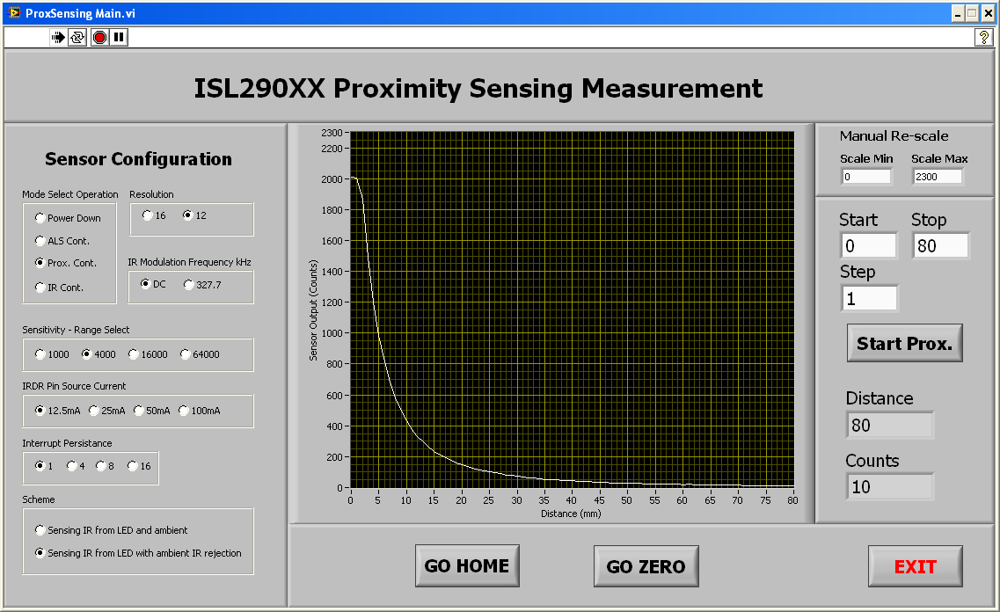 ProxSensing Main.vi
?
ISL290XX Proximity Sensing Measurement
Sensor Configuration
Mode Select Operation
Power Down
ALS Cont.
Prox. Cont.
IR Cont.
Resolution
16 12
IR Modulation Frequency kHz
DC 327.7
Sensitivity - Range Select
1000 4000 16000 64000
IRDR Pin Source Current
12.5mA 25mA 50mA 100mA
Interrupt Persistance
1 4 8 16
Scheme
Sensing IR from LED and ambient
Sensing IR from LED with ambient IR rejection
Sensor Output (Counts)
2300
2200
2000
1800
1600
1400
1200
1000
800
600
400
200
0
0 5 10 15 20 25 30 35 40 45 50 55 60 65 70 75 80
Distance (mm)
Manual Re-scale
Scale Min Scale Max
0 2300
Start Stop
0 80
Step
1
Start Prox.
Distance
80
Counts
10
GO HOME GO ZERO EXIT